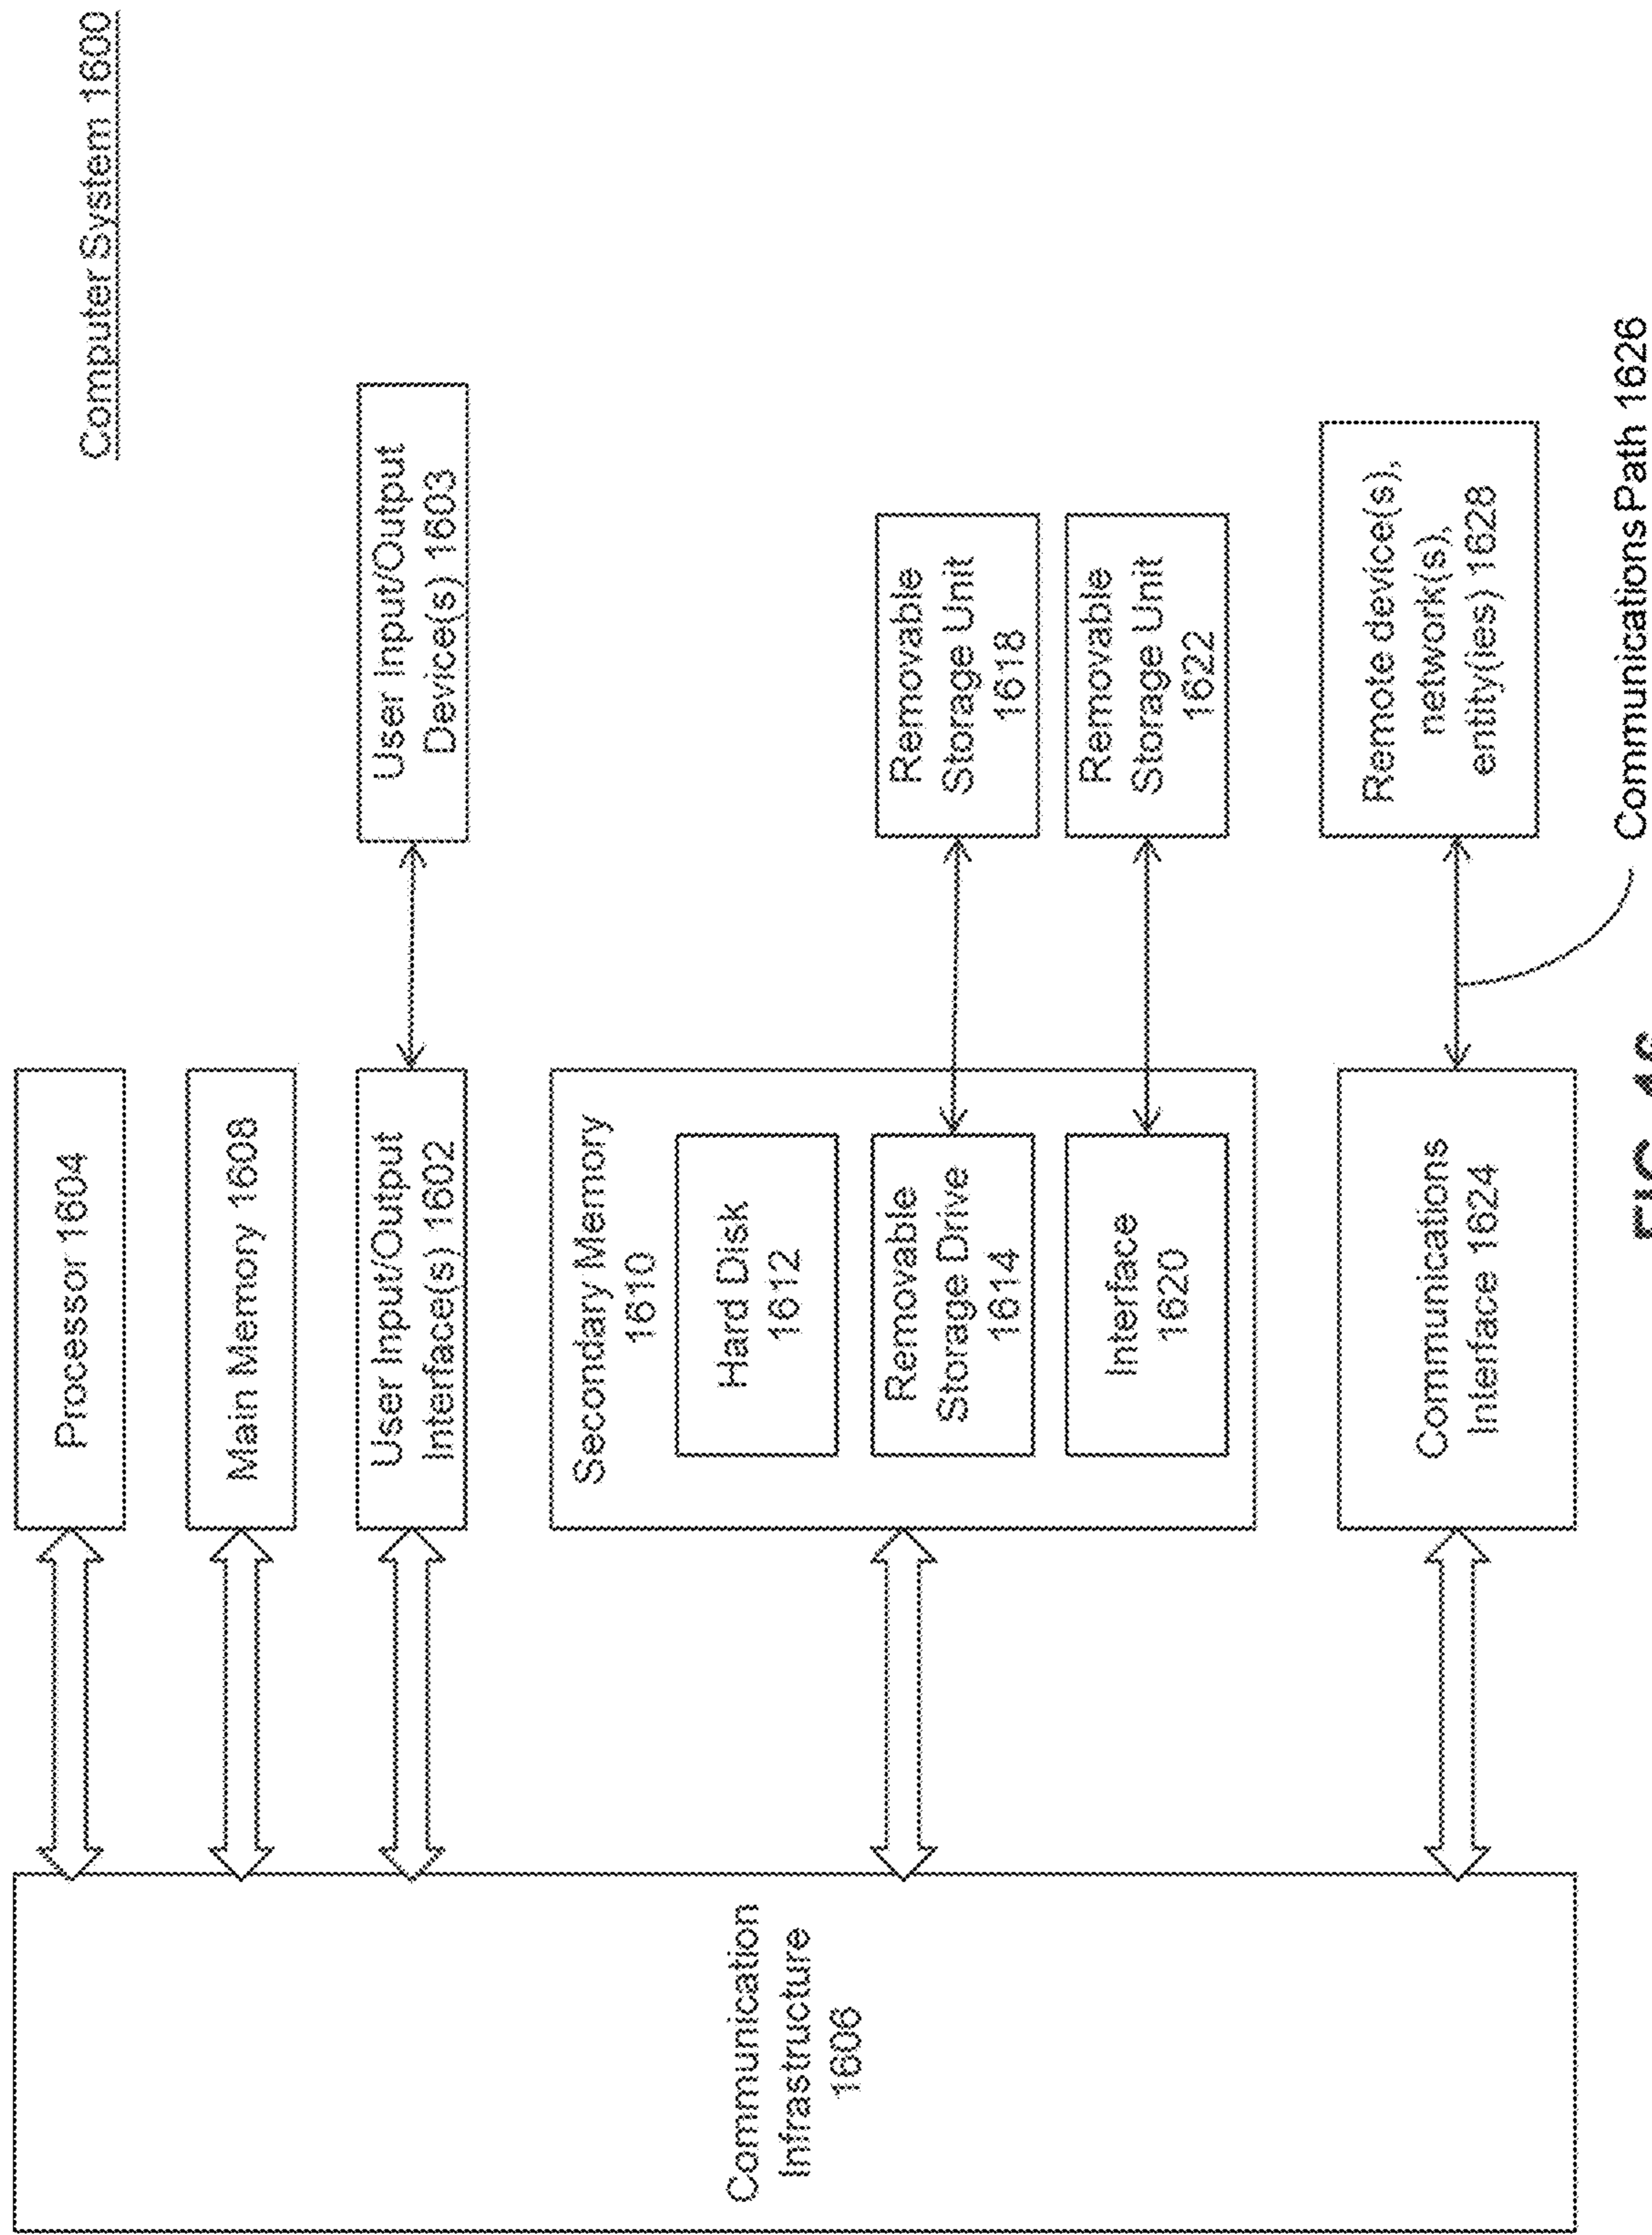 Computer System 1600
Processor 1604
Main Memory 1608
User Input/Output
Interface(s) 1602
User Input/Output
Device(s) 1603
Communication
Infrastructure
1606
Secondary Memory
1610
Hard Disk
1612
Removable
Storage Drive
1614
Removable
Storage Unit
1618
Interface
1620
Removable
Storage Unit
1622
Communications
Interface 1624
Remote device(s),
network(s),
entity(ies) 1628
Communications Path 1626
FIG. 16